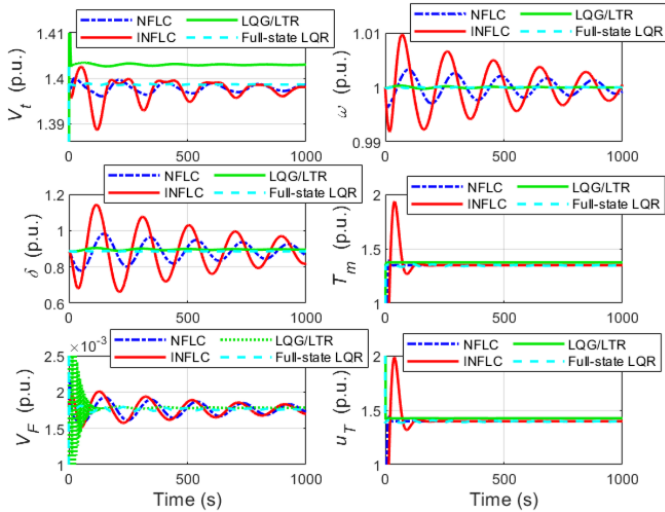 NFLC LQG/LTR
INFLC Full-state LQR
1.41
1.4
1.39
V_t (p.u.)
0 500 1000
NFLC LQG/LTR
INFLC Full-state LQR
1.01
1
0.99
ω (p.u.)
0 500 1000
NFLC LQG/LTR
INFLC Full-state LQR
1.2
1
0.8
0.6
δ (p.u.)
0 500 1000
NFLC LQG/LTR
INFLC Full-state LQR
2
1.5
1
T_m (p.u.)
0 500 1000
NFLC LQG/LTR
INFLC Full-state LQR
×10^-3
2.5
2
1.5
1
V_F (p.u.)
0 500 1000
Time (s)
NFLC LQG/LTR
INFLC Full-state LQR
2
1.5
1
u_T (p.u.)
0 500 1000
Time (s)